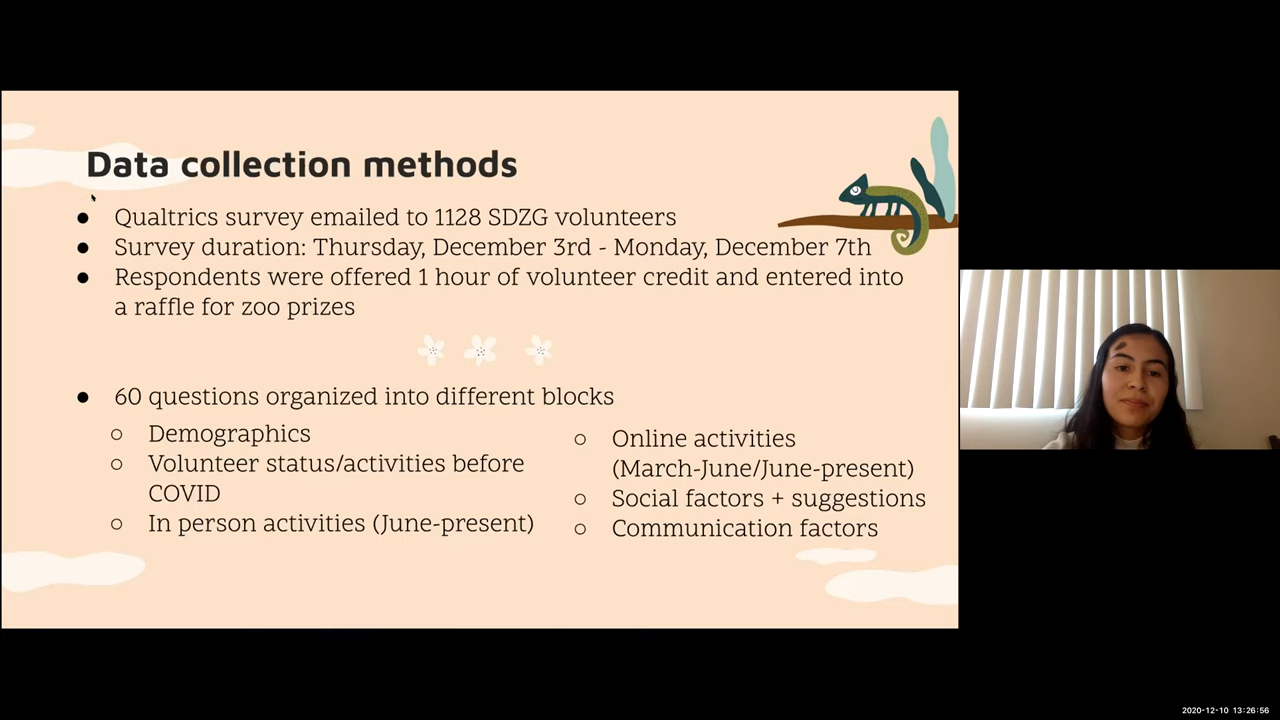 Data collection methods
● Qualtrics survey emailed to 1128 SDZG volunteers
● Survey duration: Thursday, December 3rd - Monday, December 7th
● Respondents were offered 1 hour of volunteer credit and entered into
a raffle for zoo prizes
● 60 questions organized into different blocks
○ Demographics
○ Volunteer status/activities before
COVID
○ In person activities (June-present)
○ Online activities
(March-June/June-present)
○ Social factors + suggestions
○ Communication factors
2020-12-10 13:26:56